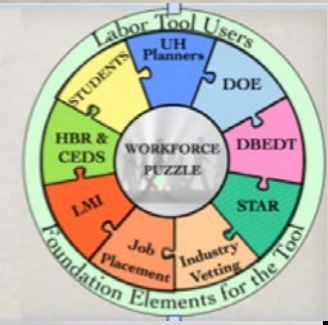 Labor Tool Users
UH
Planners
DOE
DBEDT
STAR
Industry
Vetting
Job
Placement
LMI
HBR &
CEDS
STUDENTS
WORKFORCE
PUZZLE
Foundation Elements for the Tool